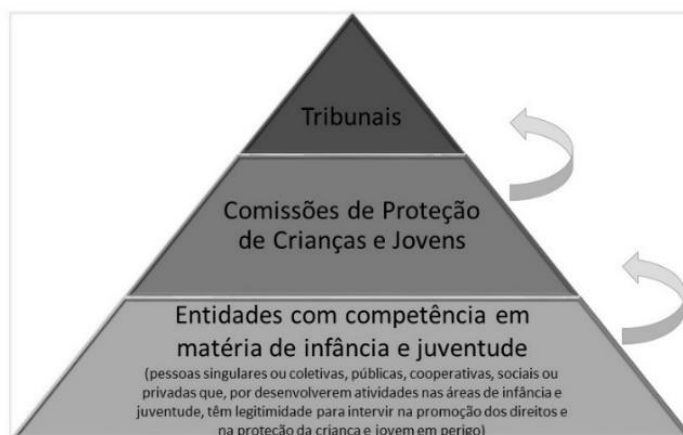 Tribunais
Comissões de Proteção
de Crianças e Jovens
Entidades com competência em
matéria de infância e juventude
(pessoas singulares ou coletivas, públicas, cooperativas, sociais ou
privadas que, por desenvolverem atividades nas áreas de infância e
juventude, têm legitimidade para intervir na promoção dos direitos e
na proteção da criança e jovem em perigo)